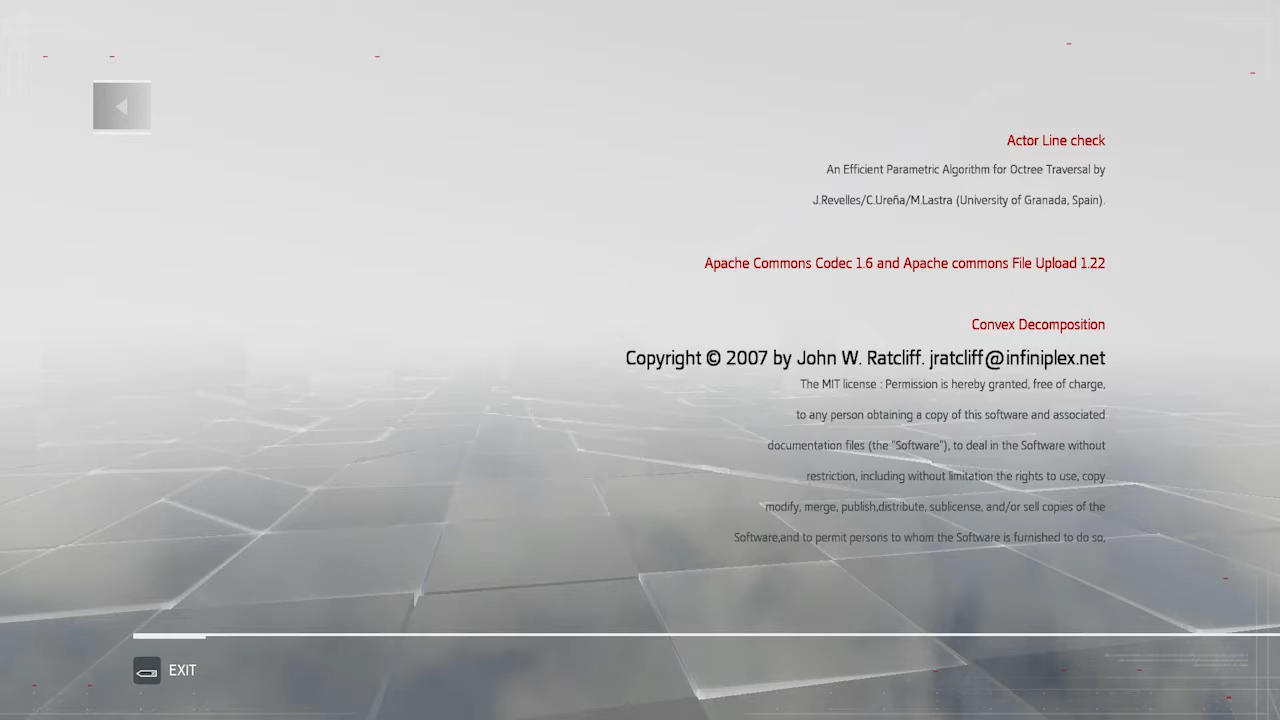 Actor Line check
An Efficient Parametric Algorithm for Octree Traversal by
J.Revelles/C.Ureña/M.Lastra (University of Granada, Spain).
Apache Commons Codec 1.6 and Apache commons File Upload 1.22
Convex Decomposition
Copyright © 2007 by John W. Ratcliff. jratcliff@infiniplex.net
The MIT license : Permission is hereby granted, free of charge,
to any person obtaining a copy of this software and associated
documentation files (the "Software"), to deal in the Software without
restriction, including without limitation the rights to use, copy
modify, merge, publish,distribute, sublicense, and/or sell copies of the
Software,and to permit persons to whom the Software is furnished to do so,
EXIT